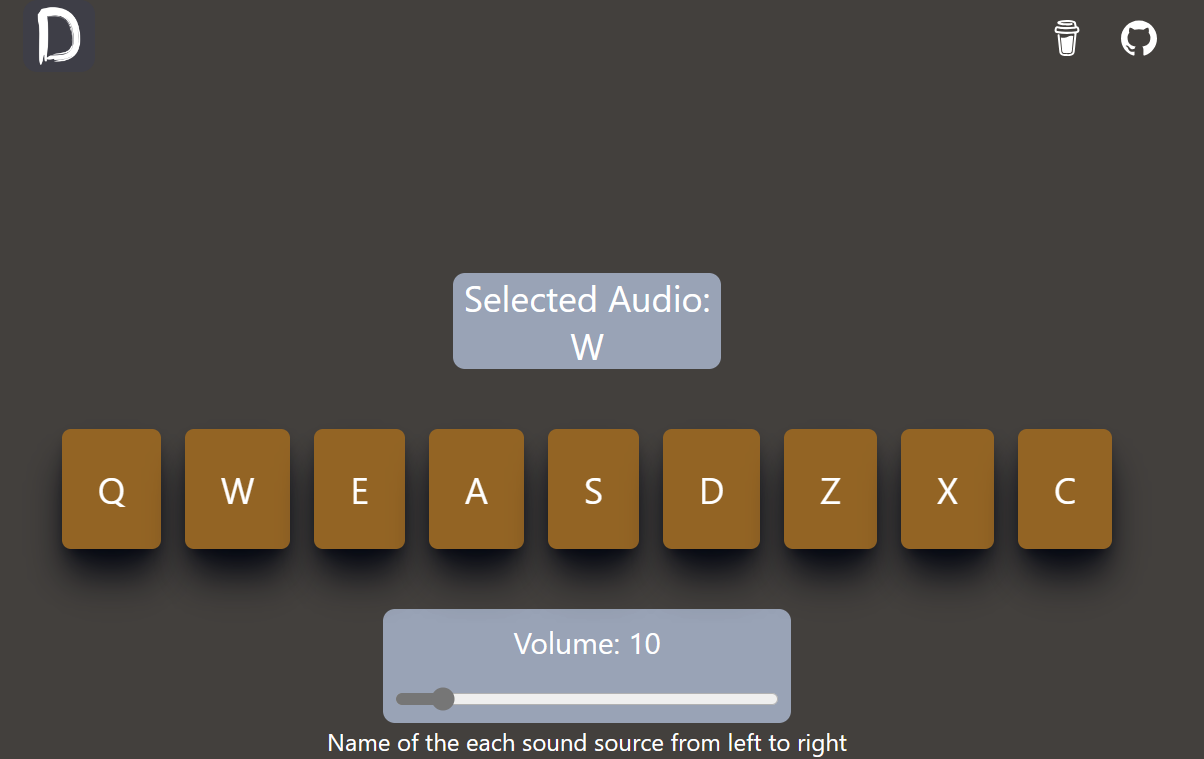 D
Selected Audio:
W
Q W E A S D Z X C
Volume: 10
Name of the each sound source from left to right